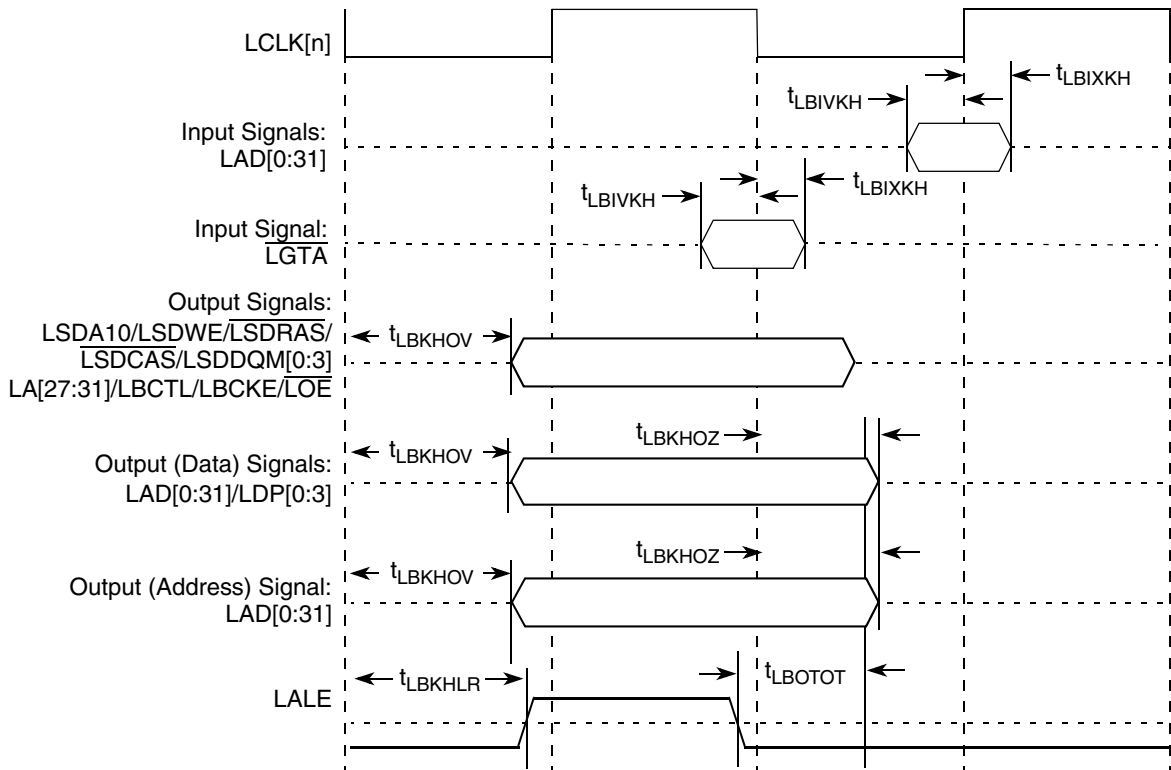 LCLK[n]
tLBIXKH
tLBIVKH
Input Signals:
LAD[0:31]
tLBIXKH
tLBIVKH
Input Signal:
LGTA
Output Signals:
LSDA10/LSDWE/LSDRAS/
LSDCAS/LSDDQM[0:3]
LA[27:31]/LBCTL/LBCKE/LOE
tLBKHOV
tLBKHOZ
tLBKHOV
Output (Data) Signals:
LAD[0:31]/LDP[0:3]
tLBKHOZ
tLBKHOV
Output (Address) Signal:
LAD[0:31]
tLBKHLR
tLBOTOT
LALE